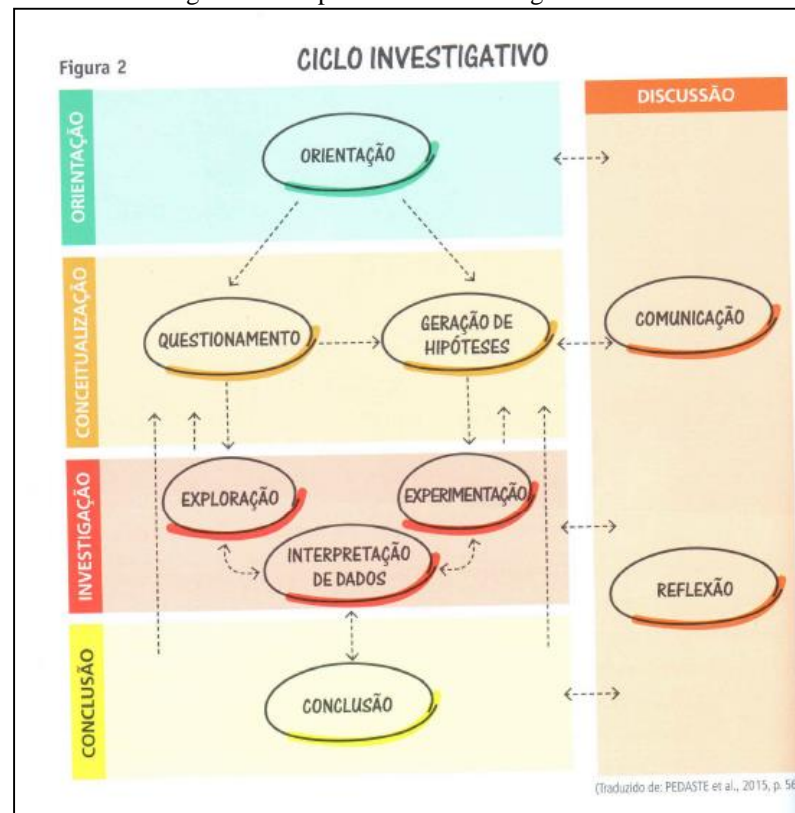 Figura 2
CICLO INVESTIGATIVO
DISCUSSÃO
ORIENTAÇÃO
ORIENTAÇÃO
CONCEITUALIZAÇÃO
QUESTIONAMENTO
GERAÇÃO DE
HIPÓTESES
COMUNICAÇÃO
INVESTIGAÇÃO
EXPLORAÇÃO
EXPERIMENTAÇÃO
INTERPRETAÇÃO
DE DADOS
REFLEXÃO
CONCLUSÃO
CONCLUSÃO
(Traduzido de: PEDASTE et al., 2015, p. 56